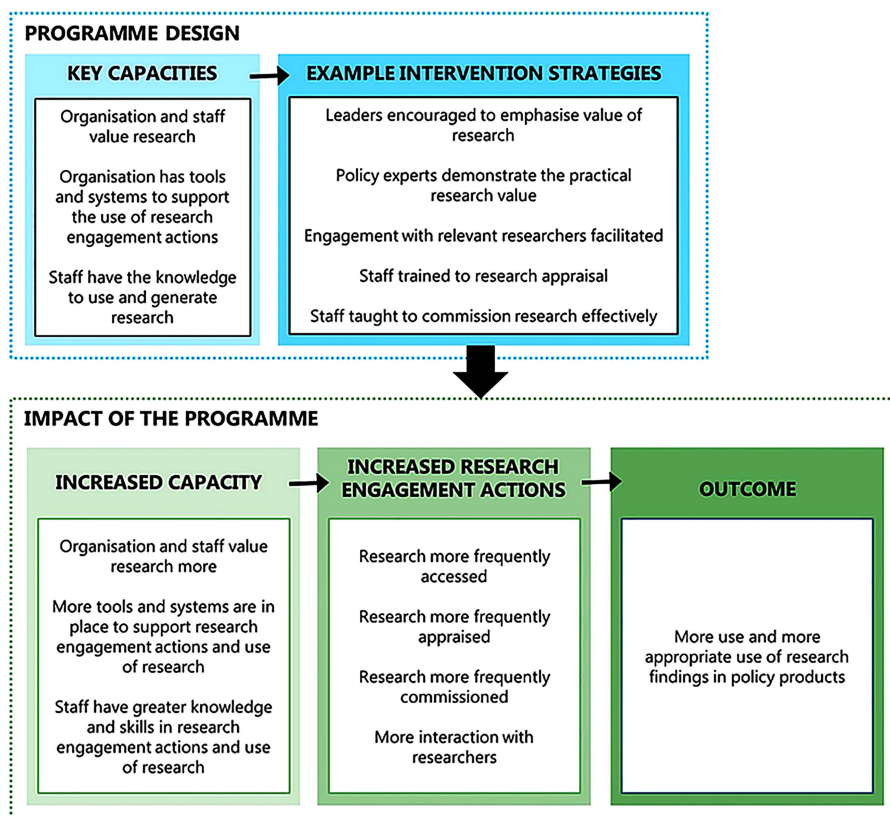 PROGRAMME DESIGN
KEY CAPACITIES
Organisation and staff
value research
Organisation has tools
and systems to support
the use of research
engagement actions
Staff have the knowledge
to use and generate
research
EXAMPLE INTERVENTION STRATEGIES
Leaders encouraged to emphasise value of
research
Policy experts demonstrate the practical
research value
Engagement with relevant researchers facilitated
Staff trained to research appraisal
Staff taught to commission research effectively
IMPACT OF THE PROGRAMME
INCREASED CAPACITY
Organisation and staff value
research more
More tools and systems are in
place to support research
engagement actions and use
of research
Staff have greater knowledge
and skills in research
engagement actions and use
of research
INCREASED RESEARCH
ENGAGEMENT ACTIONS
Research more frequently
accessed
Research more frequently
appraised
Research more frequently
commissioned
More interaction with
researchers
OUTCOME
More use and more
appropriate use of research
findings in policy products